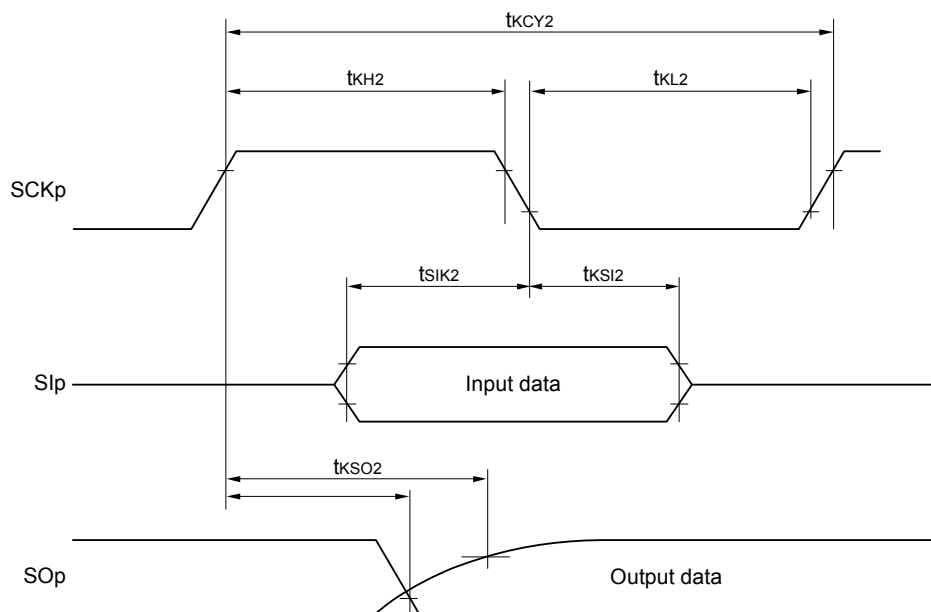 tKCY2
tKH2
tKL2
SCKp
tSIK2
tKSI2
SIp
Input data
tKSO2
SOp
Output data